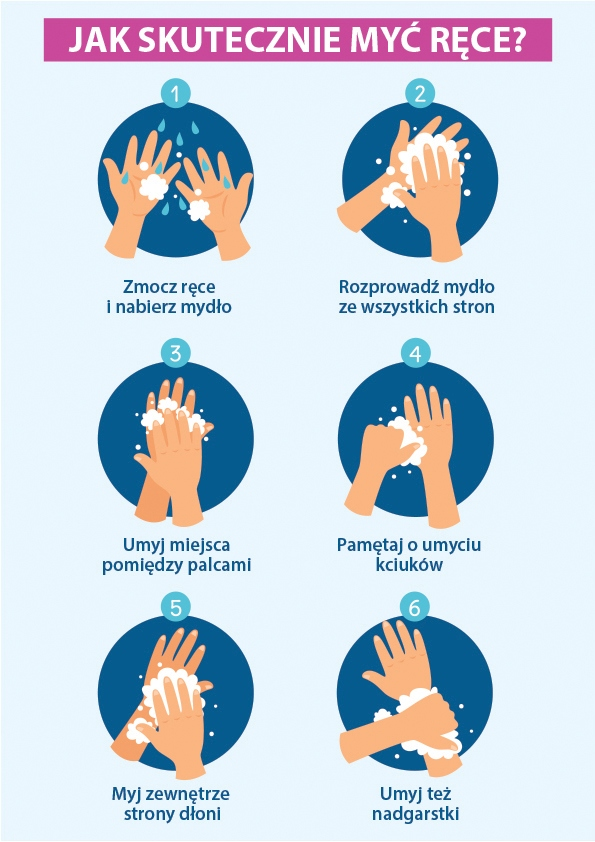 JAK SKUTECZNIE MYĆ RĘCE?
1
Zmocz ręce
i nabierz mydło
2
Rozprowadź mydło
ze wszystkich stron
3
Umyj miejsca
pomiędzy palcami
4
Pamętaj o umyciu
kciuków
5
Myj zewnętrze
strony dłoni
6
Umyj też
nadgarstki